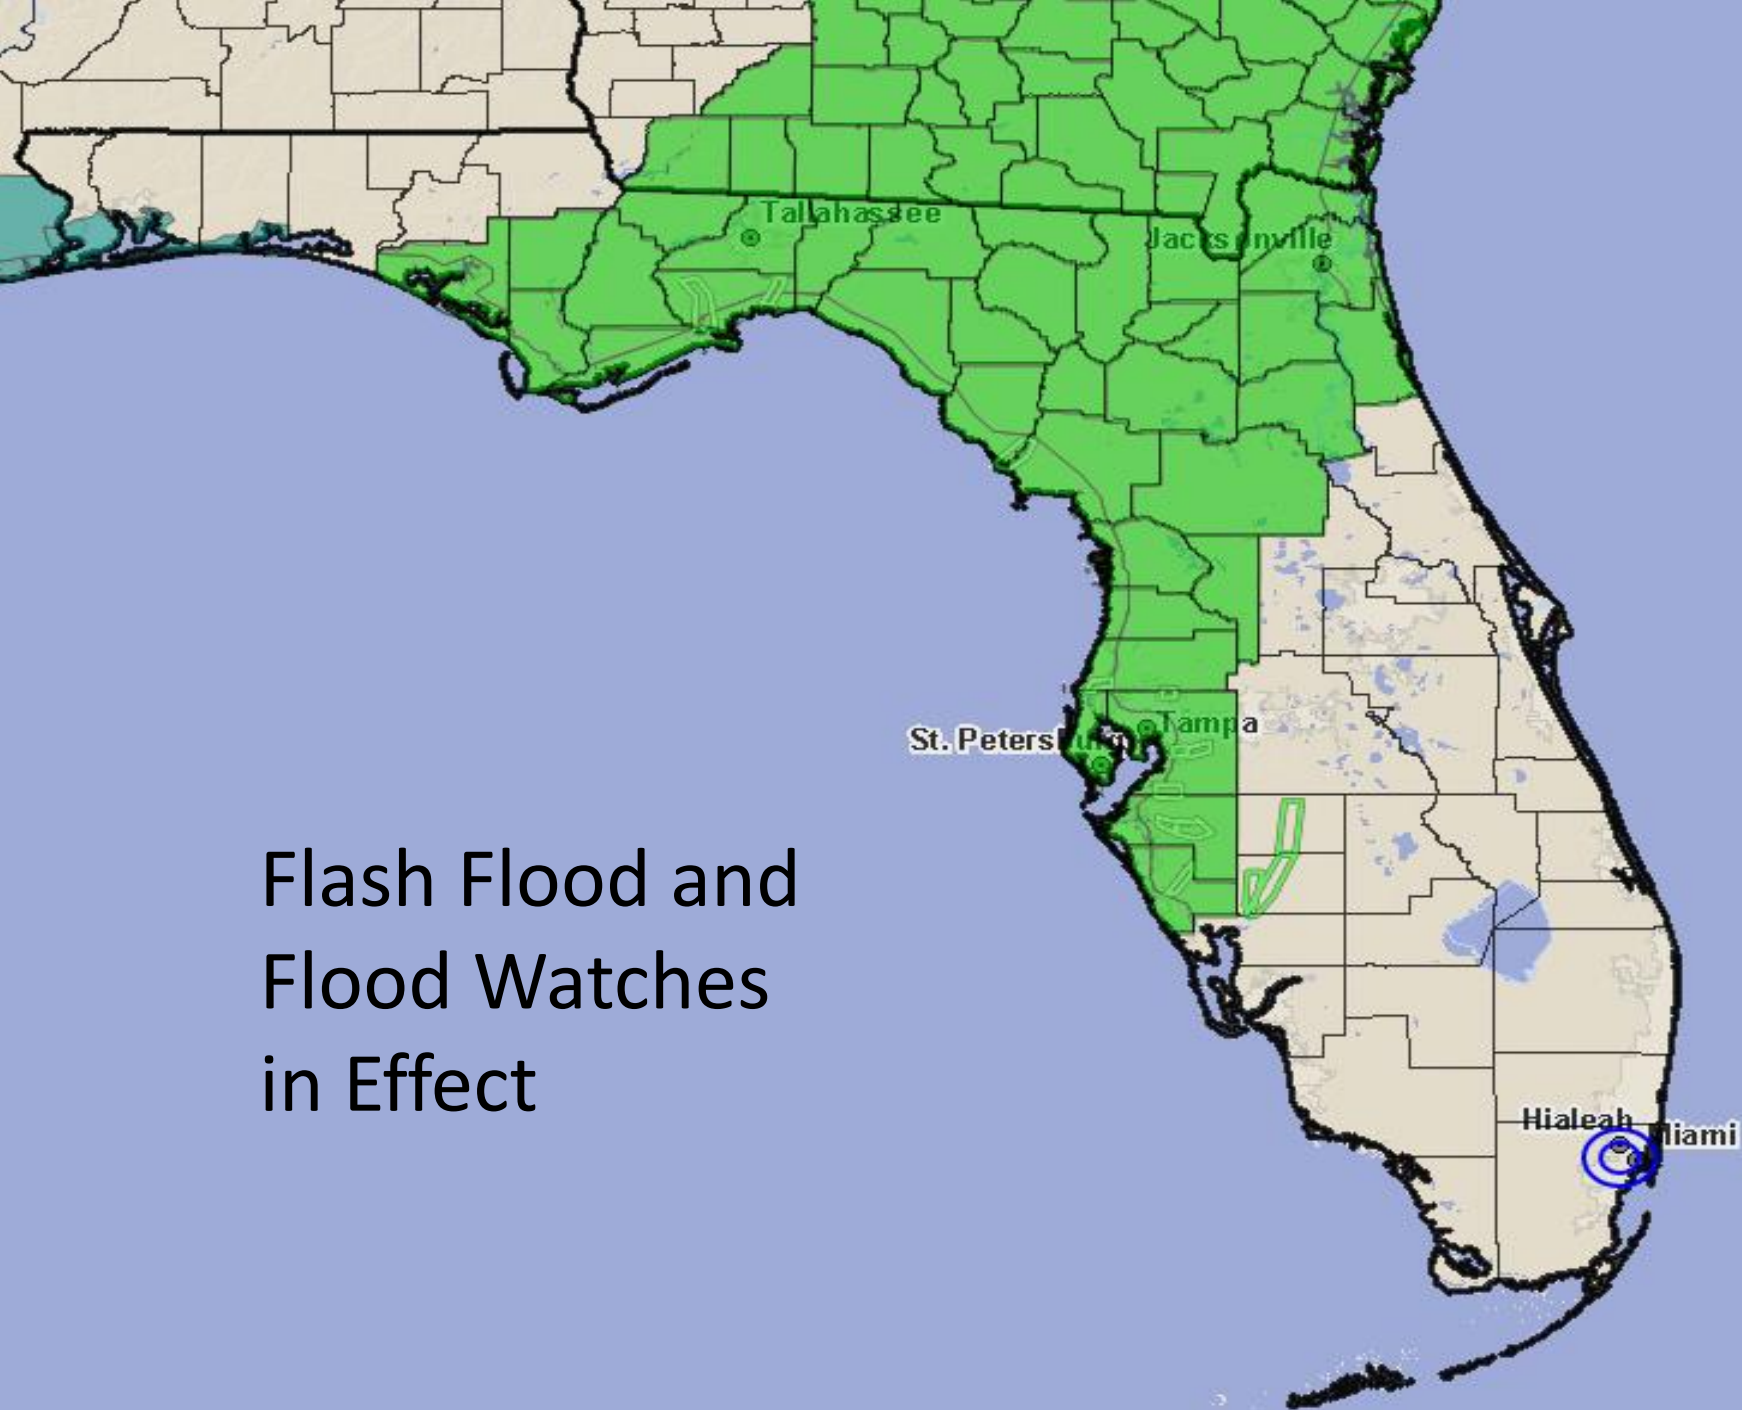 Tallahassee
Jacksonville
St. Petersburg
Tampa
Flash Flood and
Flood Watches
in Effect
Hialeah
Miami